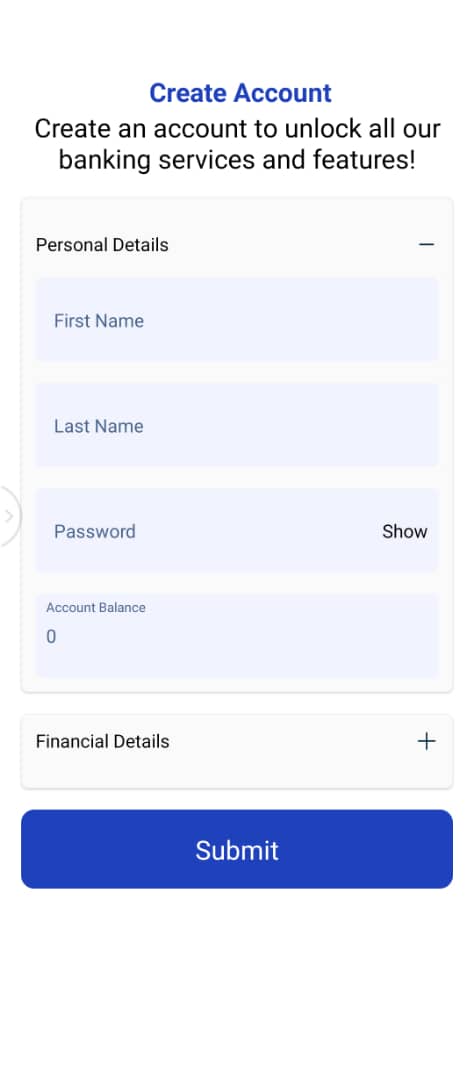 Create Account
Create an account to unlock all our
banking services and features!
Personal Details
First Name
Last Name
Password
Show
Account Balance
0
Financial Details
Submit